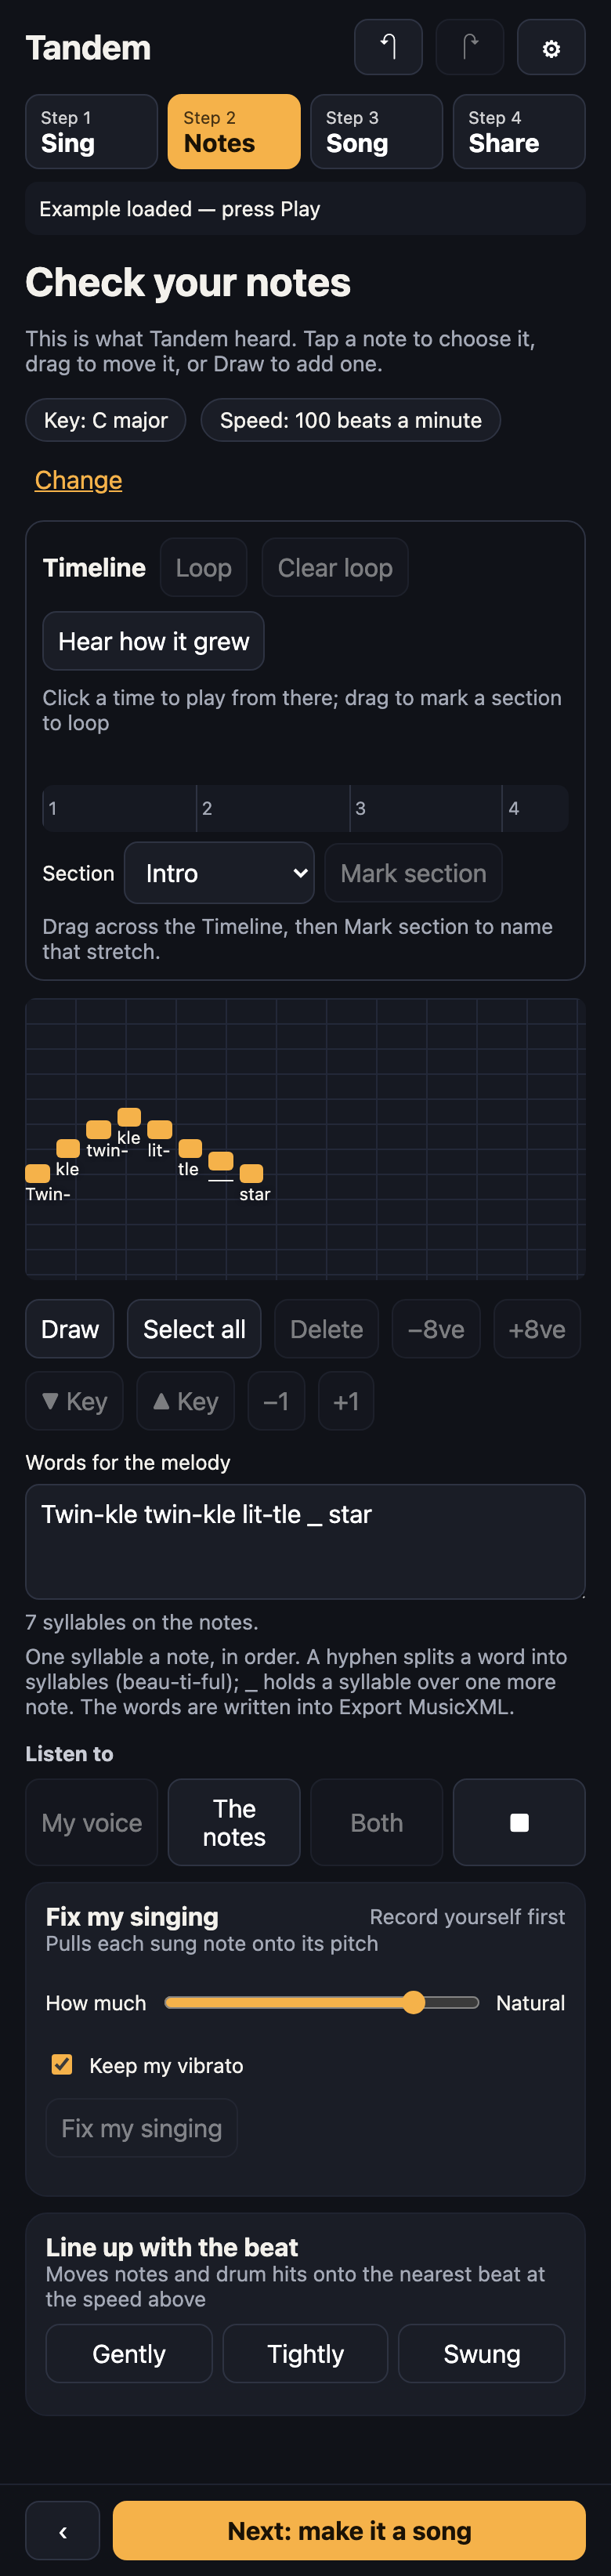 Tandem
Step 1
Sing
Step 2
Notes
Step 3
Song
Step 4
Share
Example loaded — press Play
Check your notes
This is what Tandem heard. Tap a note to choose it,
drag to move it, or Draw to add one.
Key: C major
Speed: 100 beats a minute
Change
Timeline
Loop
Clear loop
Hear how it grew
Click a time to play from there; drag to mark a section
to loop
1 2 3 4
Section
Intro
Mark section
Drag across the Timeline, then Mark section to name
that stretch.
Twin-
kle
twin-
kle
lit-
tle
__
star
Draw
Select all
Delete
−8ve
+8ve
▼ Key
▲ Key
−1
+1
Words for the melody
Twin-kle twin-kle lit-tle _ star
7 syllables on the notes.
One syllable a note, in order. A hyphen splits a word into
syllables (beau-ti-ful); _ holds a syllable over one more
note. The words are written into Export MusicXML.
Listen to
My voice
The
notes
Both
Fix my singing
Record yourself first
Pulls each sung note onto its pitch
How much
Natural
Keep my vibrato
Fix my singing
Line up with the beat
Moves notes and drum hits onto the nearest beat at
the speed above
Gently
Tightly
Swung
‹
Next: make it a song